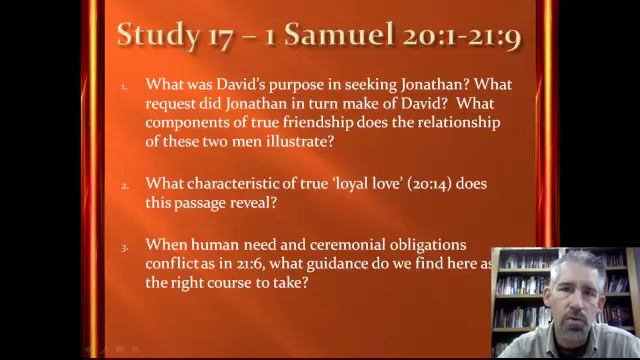 Study 17 – 1 Samuel 20:1-21:9
1. What was David's purpose in seeking Jonathan? What
request did Jonathan in turn make of David? What
components of true friendship does the relationship
of these two men illustrate?
2. What characteristic of true 'loyal love' (20:14) does
this passage reveal?
3. When human need and ceremonial obligations
conflict as in 21:6, what guidance do we find here as
the right course to take?